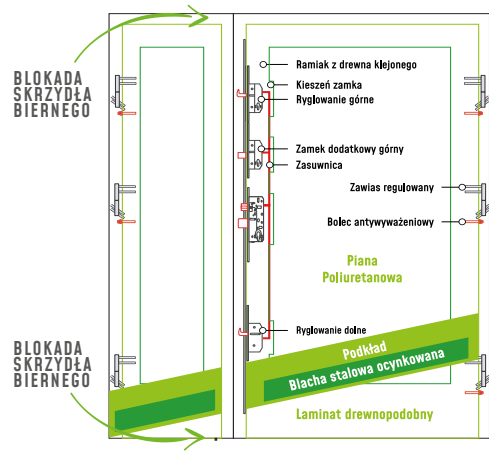 BLOKADA
SKRZYDŁA
BIERNEGO
Ramiak z drewna klejonego
Kieszeń zamka
Ryglowanie górne
Zamek dodatkowy górny
Zasuwnica
Zawias regulowany
Bolec antywyważeniowy
Piana
Poliuretanowa
Ryglowanie dolne
BLOKADA
SKRZYDŁA
BIERNEGO
Podkład
Blacha stalowa ocynkowana
Laminat drewnopodobny